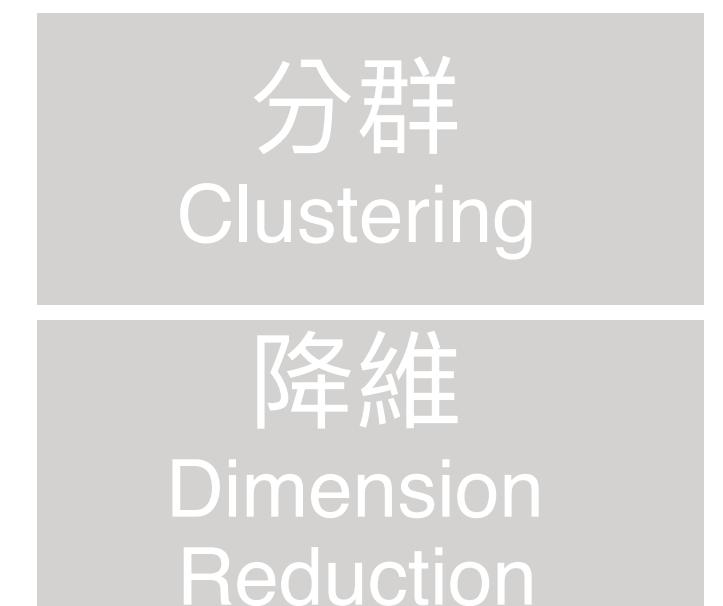 分群
Clustering
降維
Dimension
Reduction